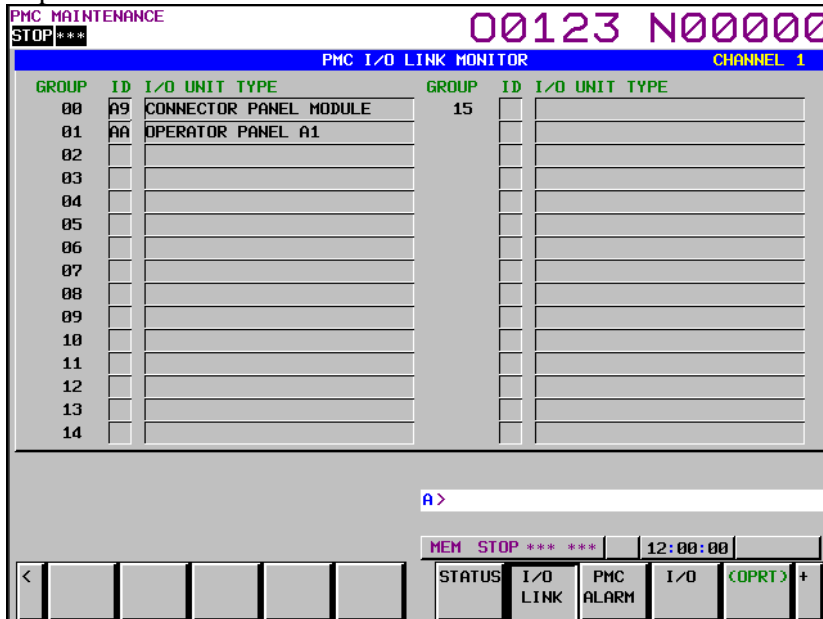 PMC MAINTENANCE
STOP *** O0123 N00000
PMC I/O LINK MONITOR CHANNEL 1
GROUP ID I/O UNIT TYPE GROUP ID I/O UNIT TYPE
00 A9 CONNECTOR PANEL MODULE 15
01 AA OPERATOR PANEL A1
02
03
04
05
06
07
08
09
10
11
12
13
14
A>
MEM STOP *** *** 12:00:00
< STATUS I/O LINK PMC ALARM I/O (OPRT) +